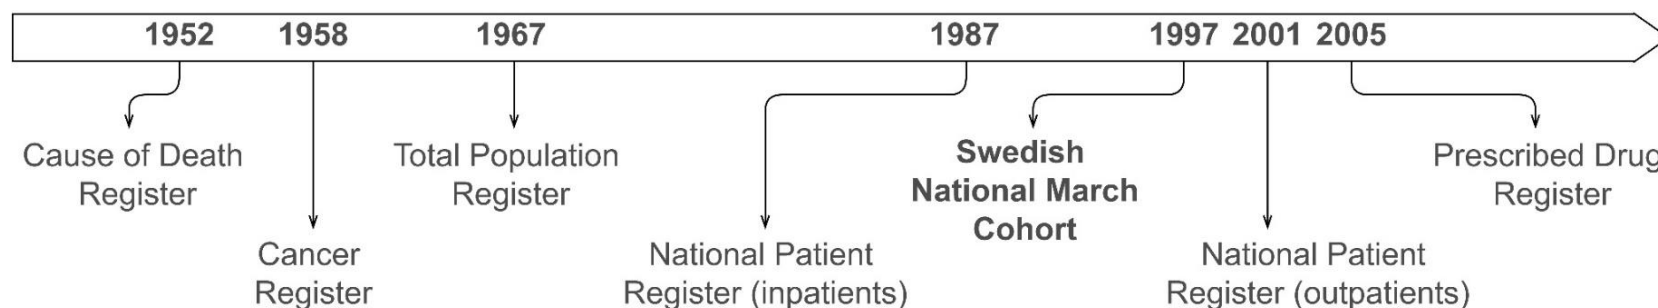 1952 1958 1967 1987 1997 2001 2005
Cause of Death
Register
Cancer
Register
Total Population
Register
National Patient
Register (inpatients)
Swedish
National March
Cohort
National Patient
Register (outpatients)
Prescribed Drug
Register